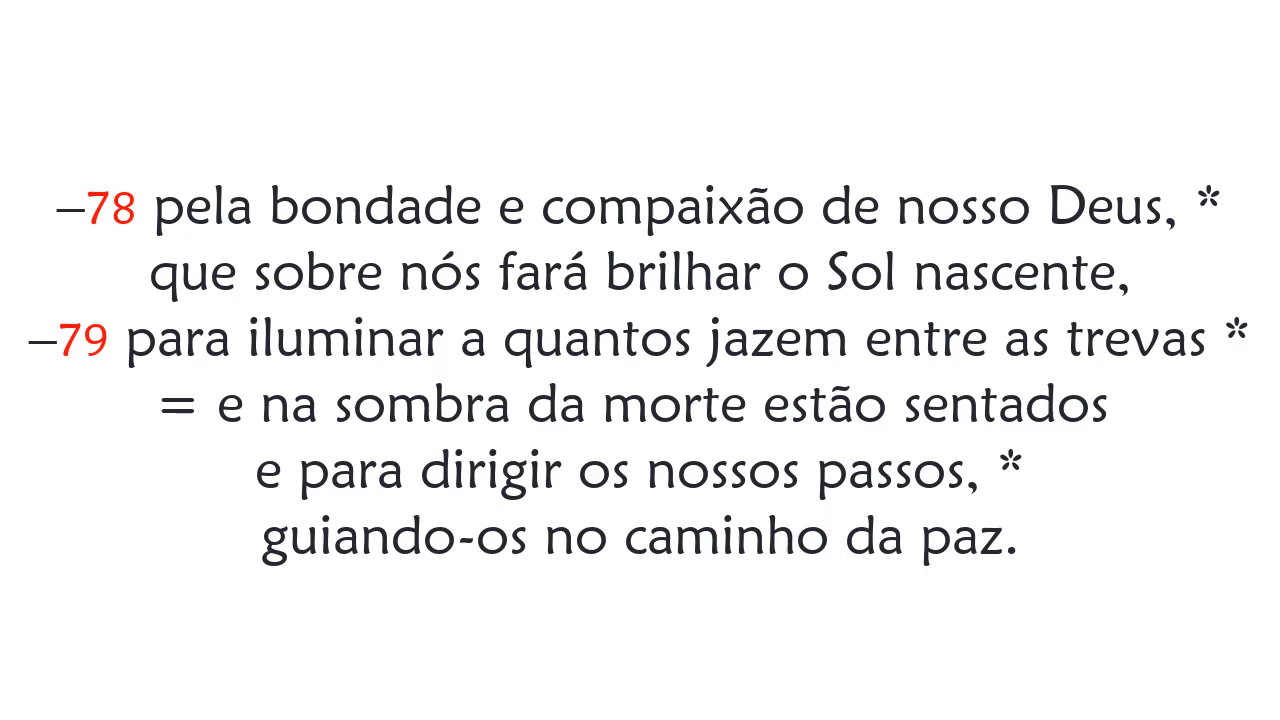 –78 pela bondade e compaixão de nosso Deus, *
que sobre nós fará brilhar o Sol nascente,
–79 para iluminar a quantos jazem entre as trevas *
= e na sombra da morte estão sentados
e para dirigir os nossos passos, *
guiando-os no caminho da paz.